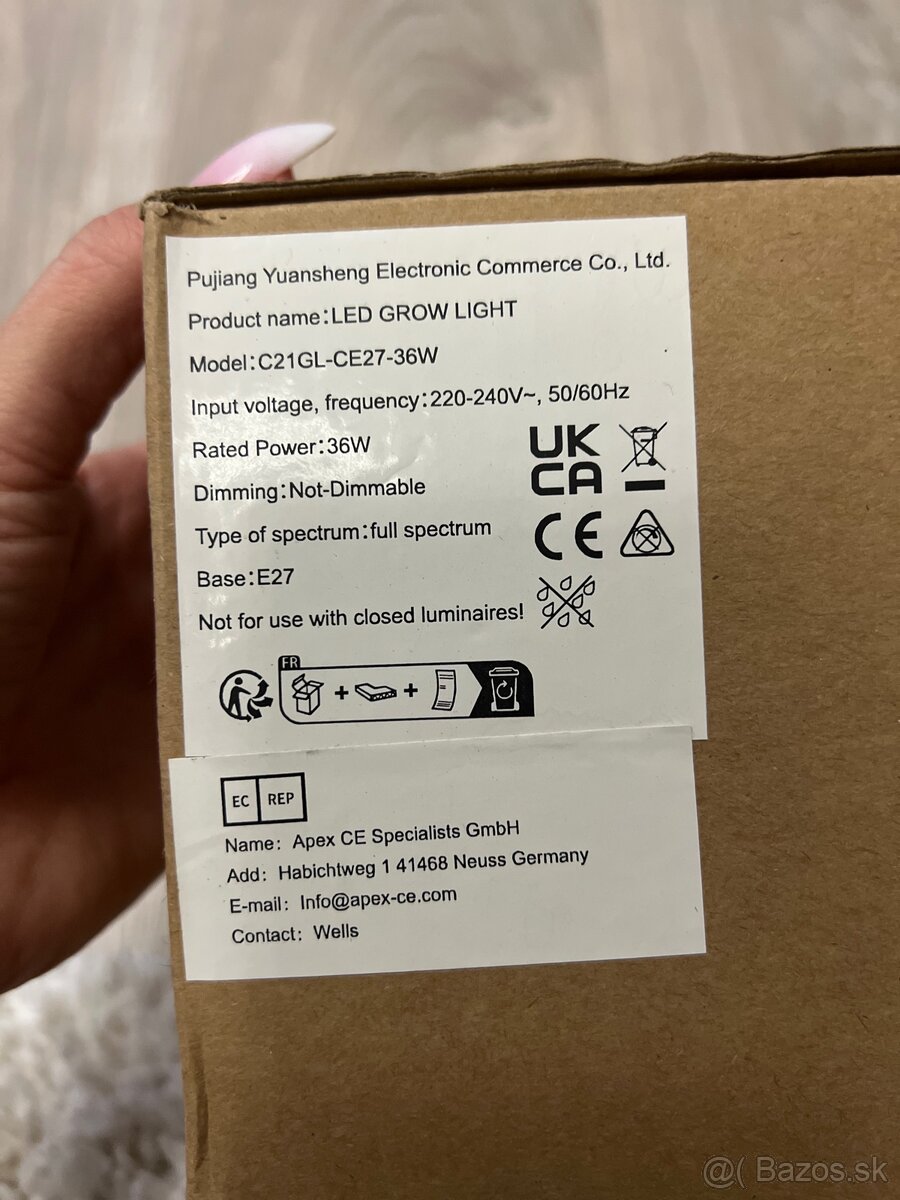 Pujiang Yuansheng Electronic Commerce Co., Ltd.
Product name:LED GROW LIGHT
Model:C21GL-CE27-36W
Input voltage, frequency:220-240V~, 50/60Hz
Rated Power:36W
Dimming:Not-Dimmable
Type of spectrum:full spectrum
Base:E27
Not for use with closed luminaires!
UK
CA
CE
FR
+ +
EC REP
Name: Apex CE Specialists GmbH
Add: Habichtweg 1 41468 Neuss Germany
E-mail: Info@apex-ce.com
Contact: Wells
@( Bazos.sk